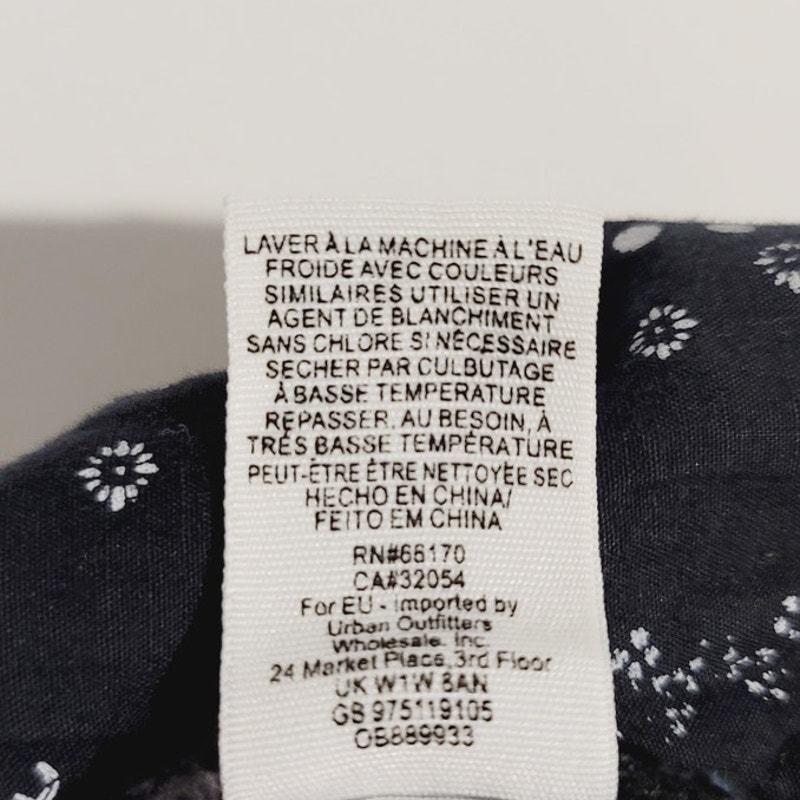 LAVER À LA MACHINE À L'EAU
FROIDE AVEC COULEURS
SIMILAIRES UTILISER UN
AGENT DE BLANCHIMENT
SANS CHLORE SI NÉCESSAIRE
SECHER PAR CULBUTAGE
À BASSE TEMPERATURE
REPASSER, AU BESOIN, À
TRÉS BASSE TEMPÉRATURE
PEUT-ÊTRE ÊTRE NETTOYÉE SEC
HECHO EN CHINA/
FEITO EM CHINA
RN#66170
CA#32054
For EU - imported by
Urban Outfitters
Wholesale, Inc.
24 Market Place, 3rd Floor
UK W1W 8AN
GB 975119105
OB889933